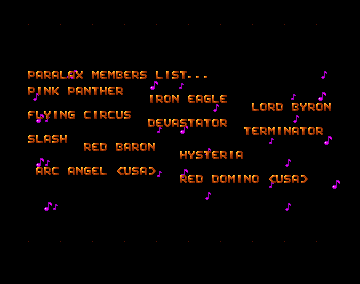 PARALAX MEMBERS LIST...
PINK PANTHER
IRON EAGLE
LORD BYRON
FLYING CIRCUS
DEVASTATOR
TERMINATOR
SLASH
RED BARON
HYSTERIA
ARC ANGEL (USA)
RED DOMINO (USA)